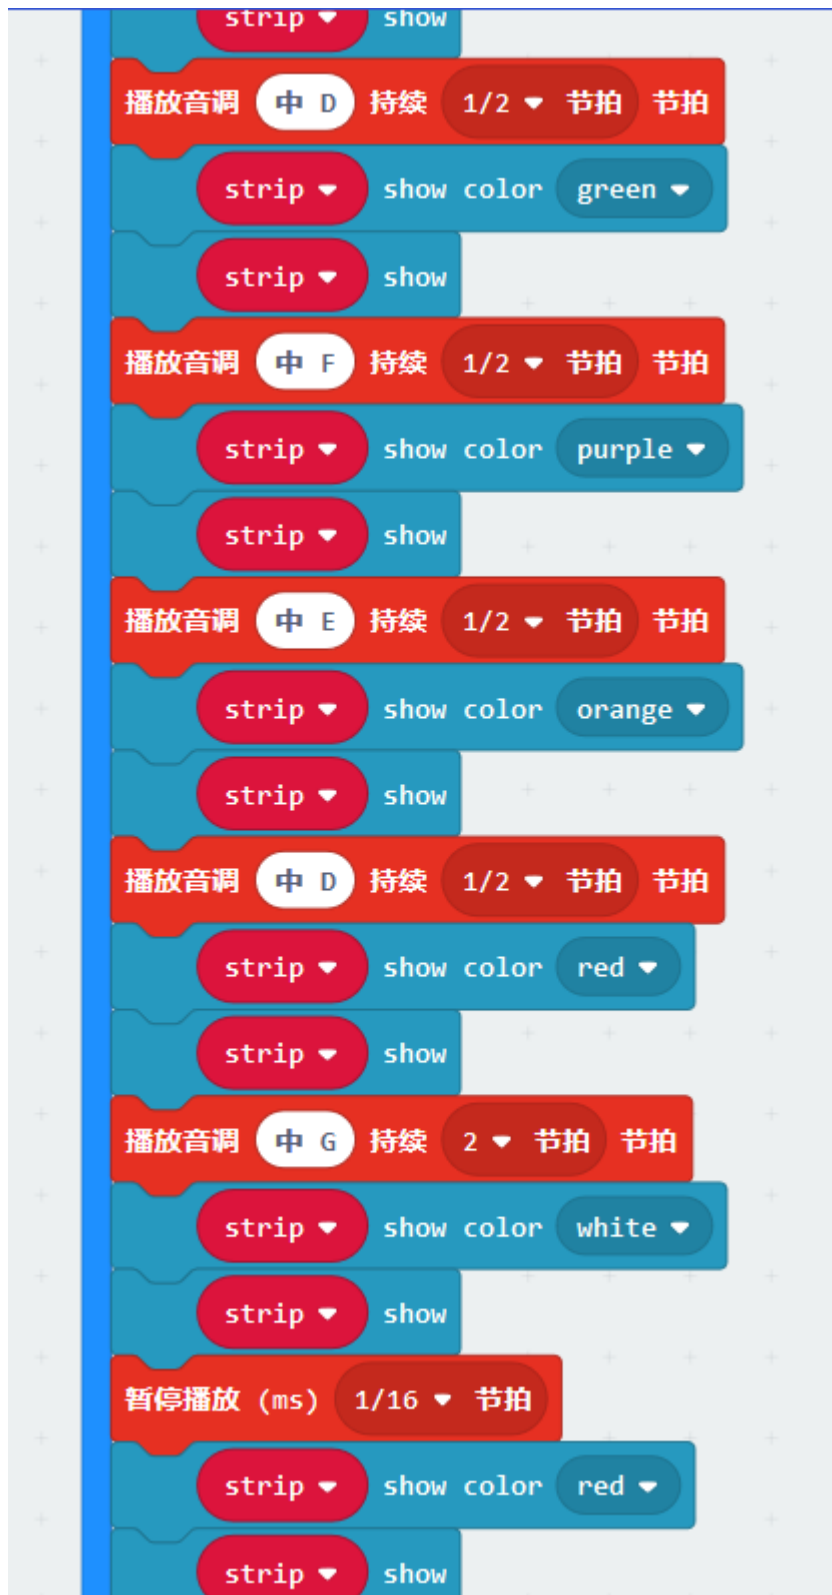 strip show
播放音调 中 D 持续 1/2 节拍 节拍
strip show color green
strip show
播放音调 中 F 持续 1/2 节拍 节拍
strip show color purple
strip show
播放音调 中 E 持续 1/2 节拍 节拍
strip show color orange
strip show
播放音调 中 D 持续 1/2 节拍 节拍
strip show color red
strip show
播放音调 中 G 持续 2 节拍 节拍
strip show color white
strip show
暂停播放 (ms) 1/16 节拍
strip show color red
strip show